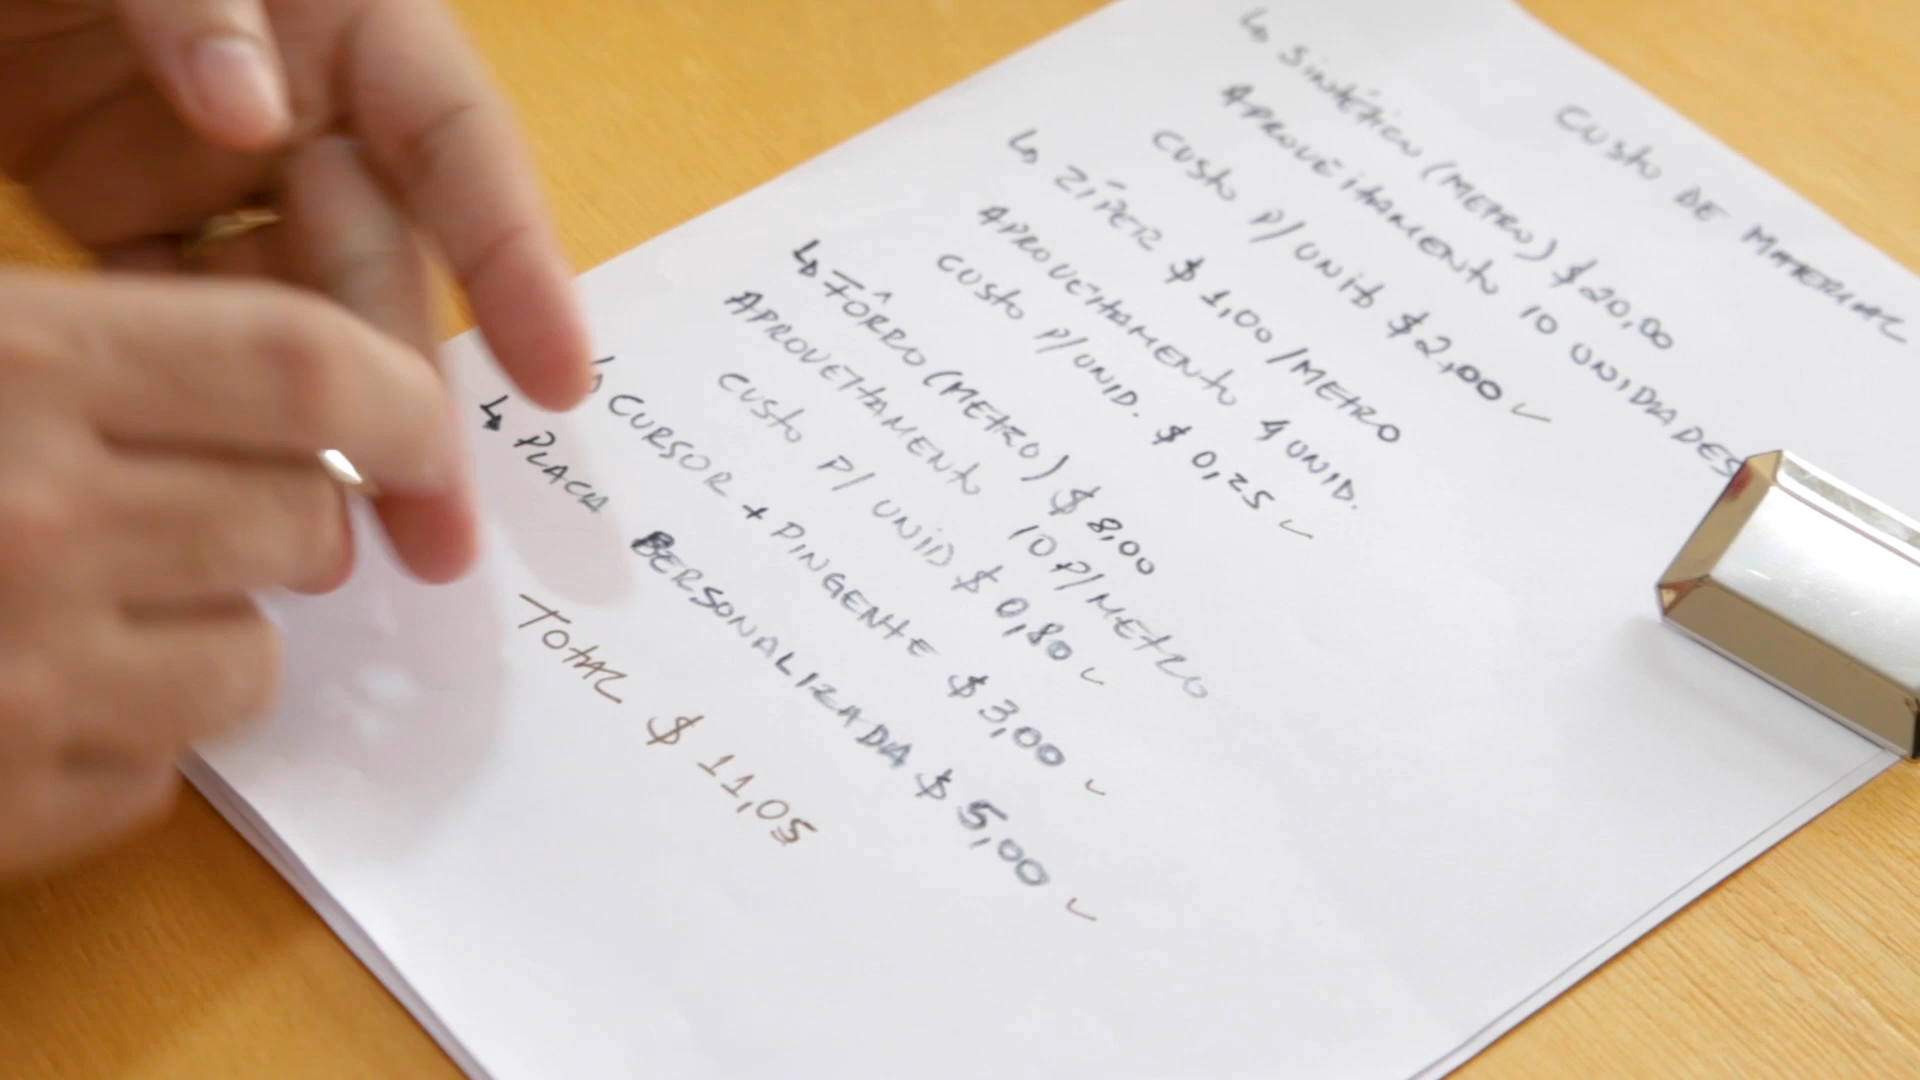 CUSTO DE MATERIAL
↳ SINTÉTICO (METRO) $ 20,00
APROVEITAMENTO 10 UNIDADES
CUSTO P/ UNID $ 2,00 ✓
↳ ZÍPER $ 1,00 /METRO
APROVEITAMENTO 4 UNID.
CUSTO P/UNID. $ 0,25 ✓
↳ FÔRRO (METRO) $ 8,00
APROVEITAMENTO 10 P/ METRO
CUSTO P/ UNID $ 0,80 ✓
↳ CURSOR + PINGENTE $ 3,00 ✓
↳ PLACA PERSONALIZADA $ 5,00 ✓
TOTAL $ 11,05